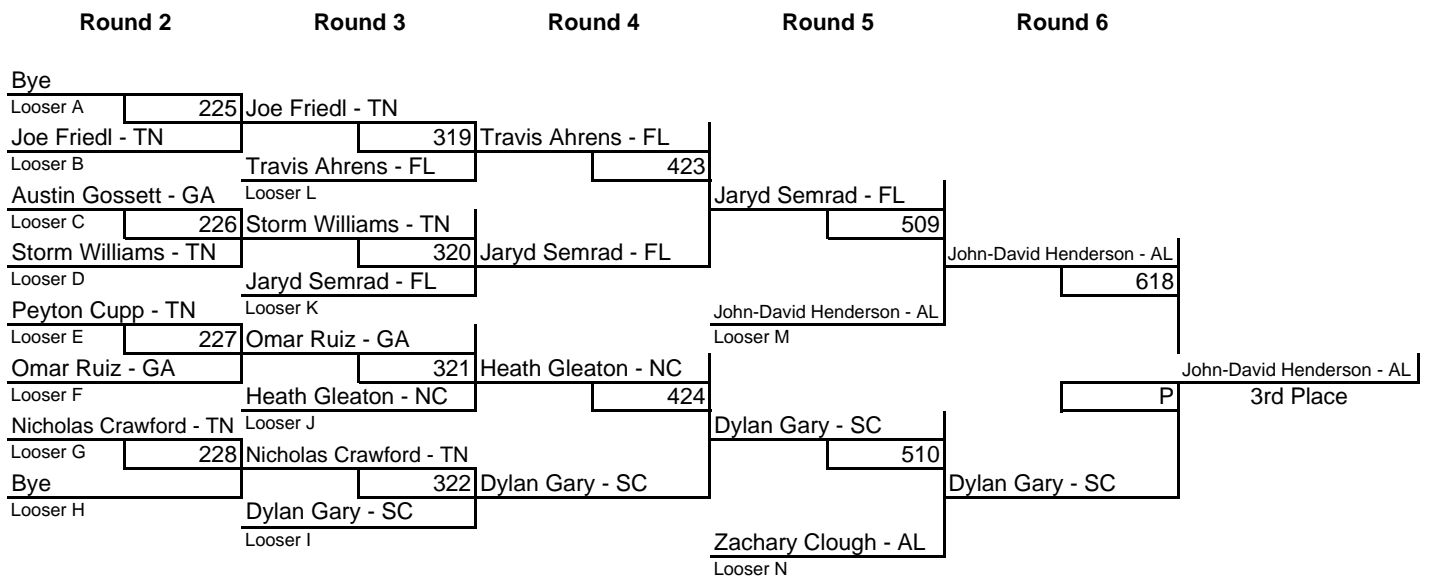 Round 2 Round 3 Round 4 Round 5 Round 6
Bye
Looser A 225 Joe Friedl - TN
Joe Friedl - TN 319 Travis Ahrens - FL
Looser B Travis Ahrens - FL 423
Austin Gossett - GA Looser L Jaryd Semrad - FL
Looser C 226 Storm Williams - TN 509
Storm Williams - TN 320 Jaryd Semrad - FL John-David Henderson - AL
Looser D Jaryd Semrad - FL 618
Peyton Cupp - TN Looser K John-David Henderson - AL
Looser E 227 Omar Ruiz - GA Looser M
Omar Ruiz - GA 321 Heath Gleaton - NC John-David Henderson - AL
Looser F Heath Gleaton - NC 424 P 3rd Place
Nicholas Crawford - TN Looser J Dylan Gary - SC
Looser G 228 Nicholas Crawford - TN 510
Bye 322 Dylan Gary - SC Dylan Gary - SC
Looser H Dylan Gary - SC
Looser I Zachary Clough - AL
Looser N